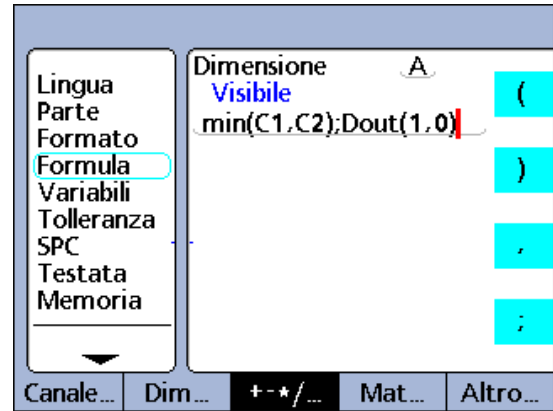 Lingua
Parte
Formato
Formula
Variabili
Tolleranza
SPC
Testata
Memoria
Dimensione A
Visibile
min(C1,C2);Dout(1,0)
(
)
,
;
Canale... Dim... +-*/... Mat... Altro...